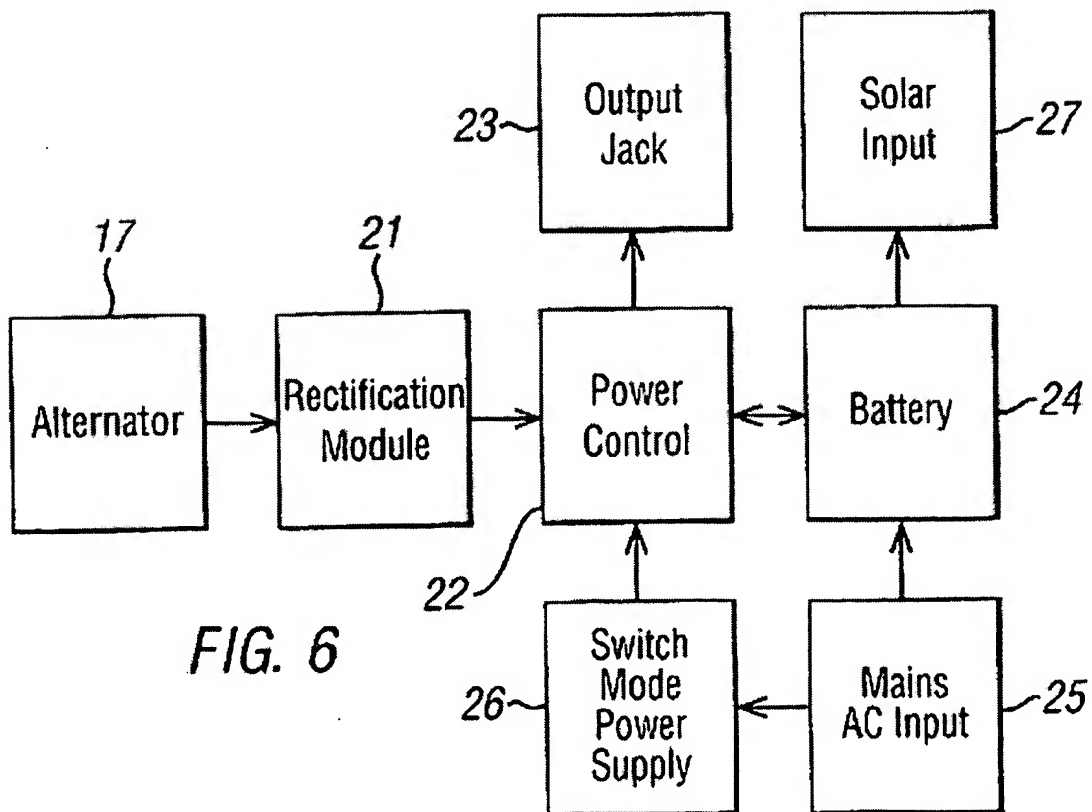 Output
Jack
23
Solar
Input
27
17
21
Alternator
Rectification
Module
Power
Control
22
Battery
24
FIG. 6
Switch
Mode
Power
Supply
26
Mains
AC Input
25